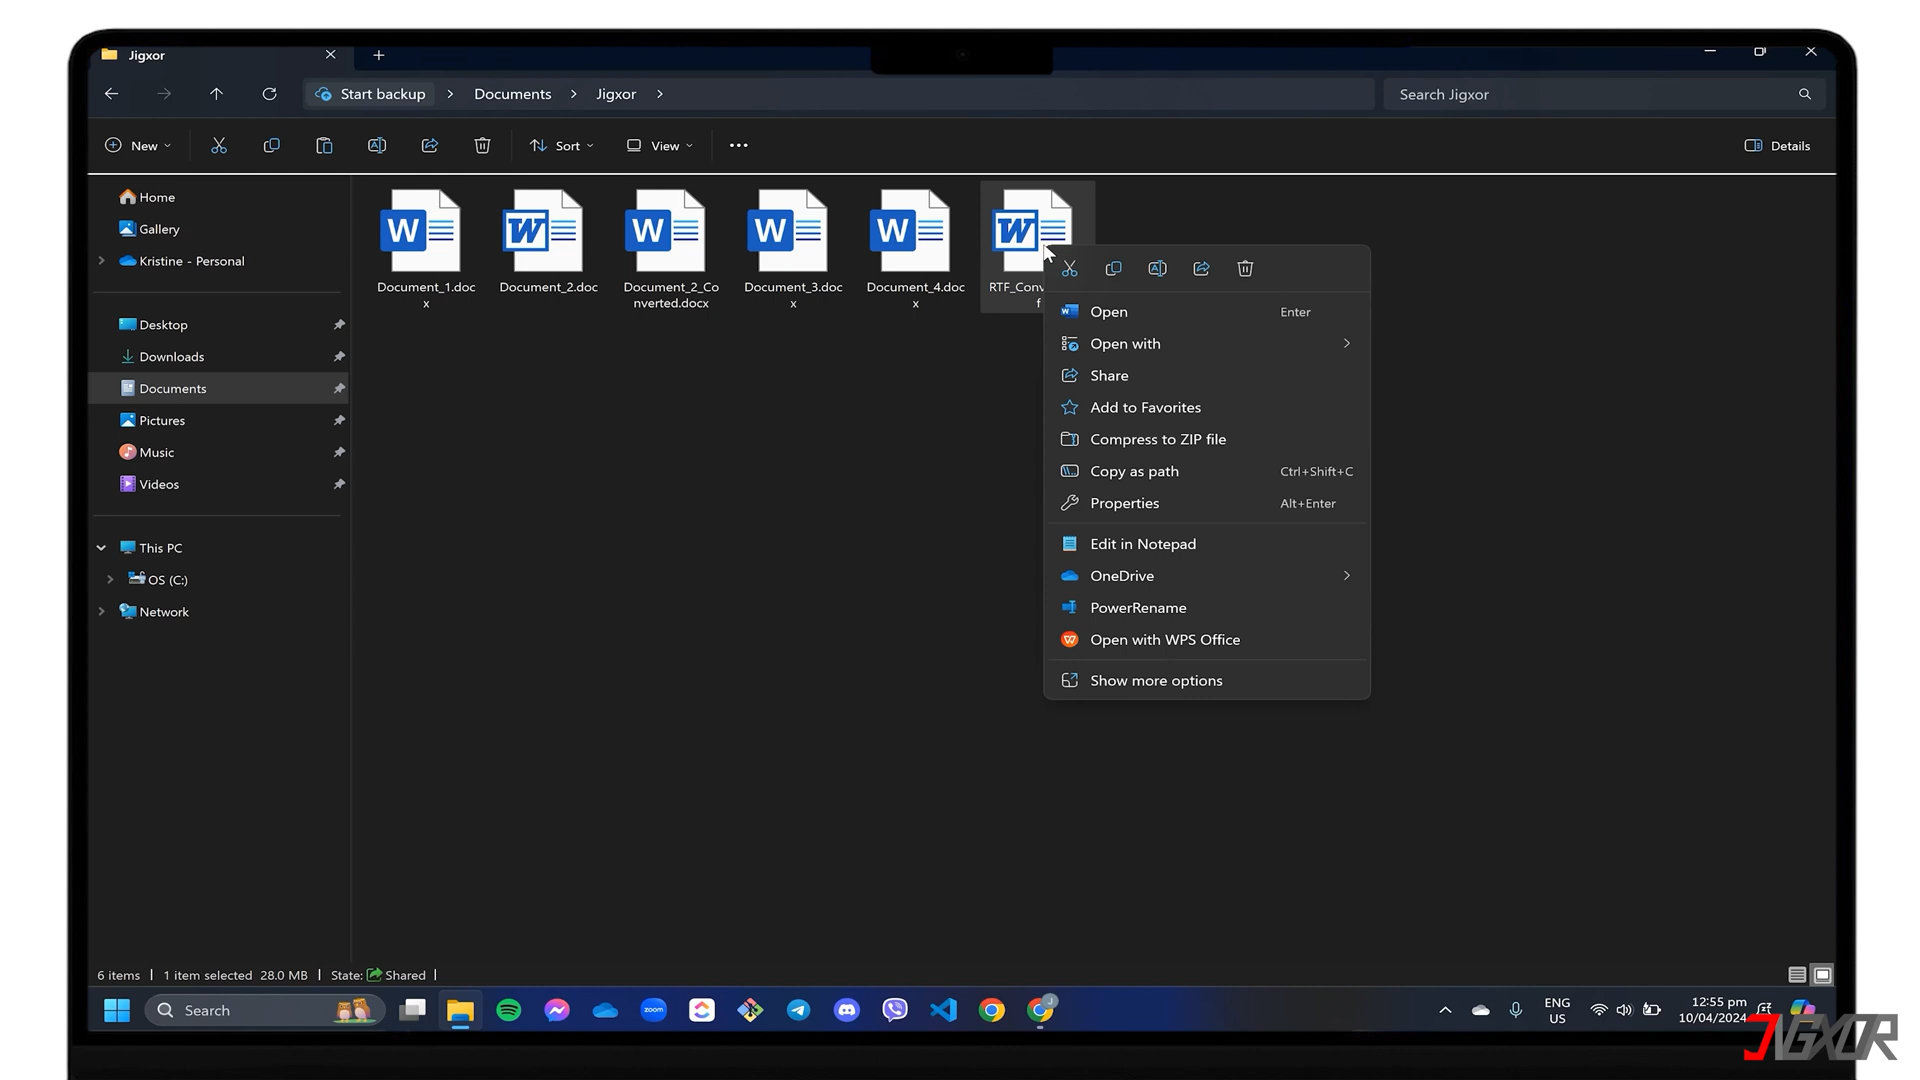 Jigxor
Start backup > Documents > Jigxor >
Search Jigxor
New
Sort
View
Details
Home
Gallery
Kristine - Personal
Desktop
Downloads
Documents
Pictures
Music
Videos
This PC
OS (C:)
Network
W
W
W
W
W
W
Document_1.doc
x
Document_2.doc
Document_2_Co
nverted.docx
Document_3.doc
x
Document_4.doc
x
RTF_Conv
f
Open Enter
Open with
Share
Add to Favorites
Compress to ZIP file
Copy as path Ctrl+Shift+C
Properties Alt+Enter
Edit in Notepad
OneDrive
PowerRename
Open with WPS Office
Show more options
6 items | 1 item selected 28.0 MB | State: Shared |
Search
zoom
ENG
US
12:55 pm
10/04/2024
JIGXOR